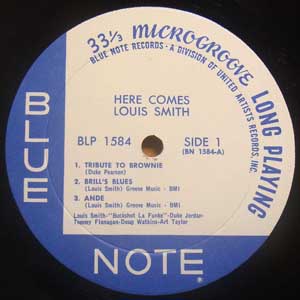 33 1/3 MICROGROOVE LONG PLAYING
BLUE NOTE RECORDS - A DIVISION OF UNITED ARTISTS RECORDS, INC.
HERE COMES
LOUIS SMITH
BLP 1584 SIDE 1
(BN 1584-A)
1. TRIBUTE TO BROWNIE
(Duke Pearson)
2. BRILL'S BLUES
(Louis Smith) Groove Music - BMI
3. ANDE
(Louis Smith) Groove Music - BMI
Louis Smith-"Buckshot La Funke"-Duke Jordan-
Tommy Flanagan-Doug Watkins-Art Taylor
BLUE
NOTE